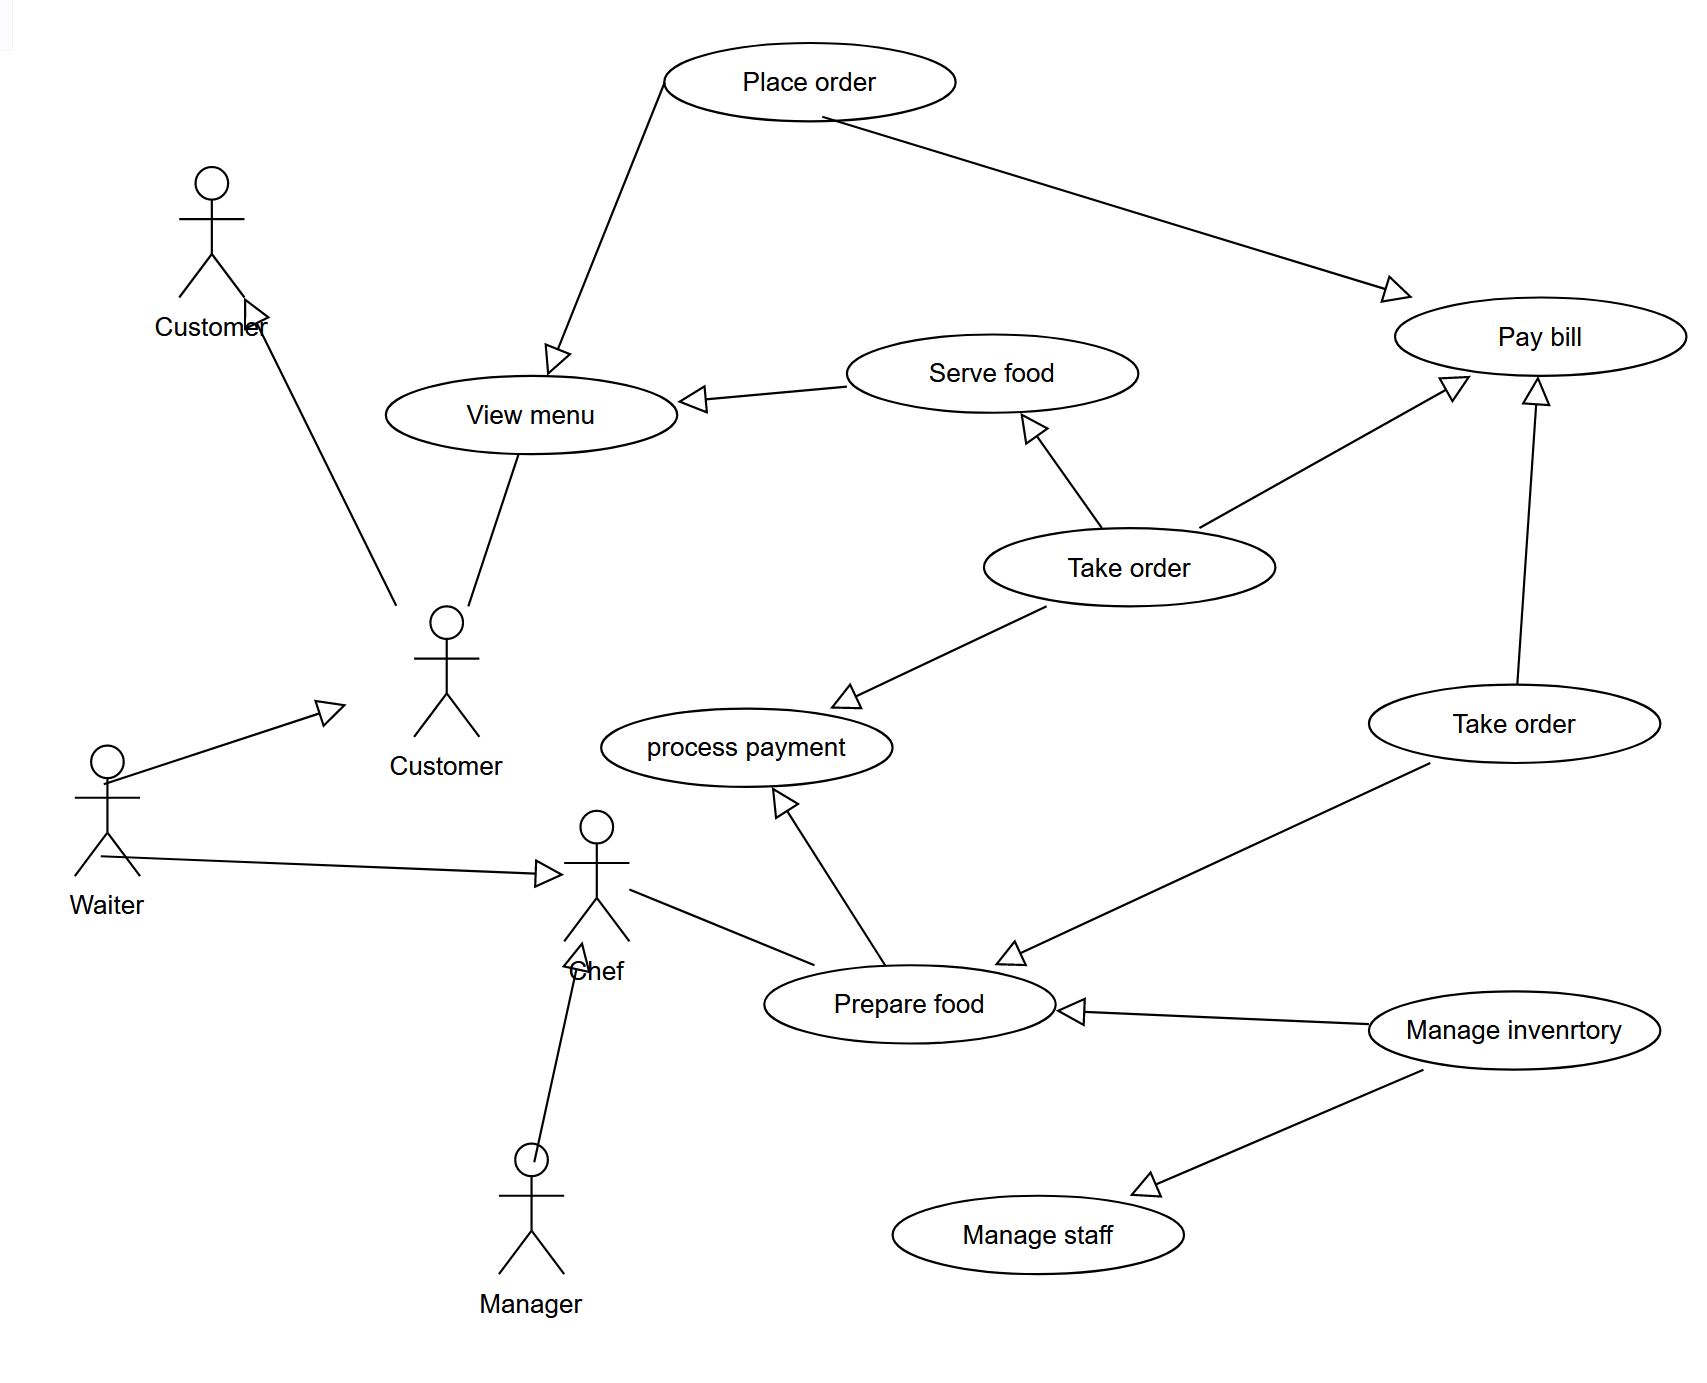 Place order
Customer
Pay bill
Serve food
View menu
Take order
Take order
process payment
Customer
Waiter
Chef
Prepare food
Manage invenrtory
Manage staff
Manager